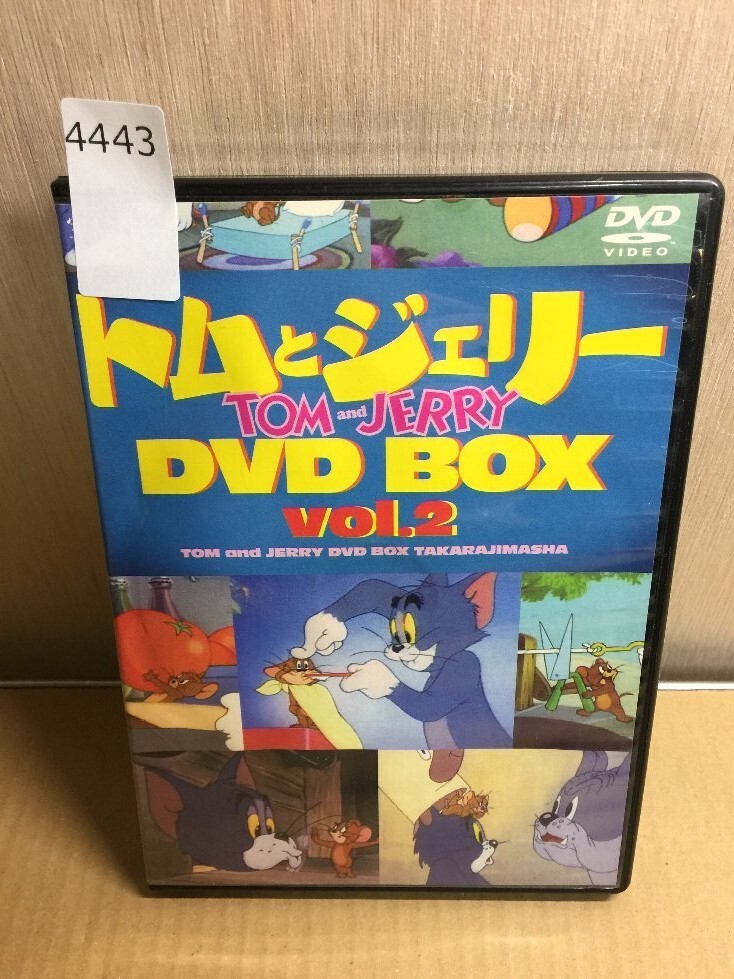 4443
DVD
VIDEO
トムとジェリー
TOM and JERRY
DVD BOX
vol.2
TOM and JERRY DVD BOX TAKARAJIMASHA